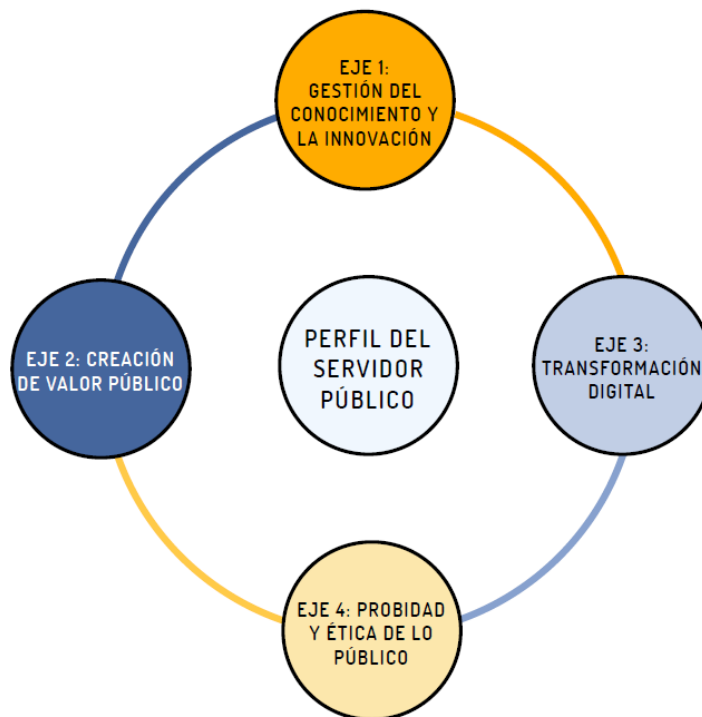 EJE 1:
GESTIÓN DEL
CONOCIMIENTO Y
LA INNOVACIÓN
EJE 2: CREACIÓN
DE VALOR PÚBLICO
PERFIL DEL
SERVIDOR
PÚBLICO
EJE 3:
TRANSFORMACIÓN
DIGITAL
EJE 4: PROBIDAD
Y ÉTICA DE LO
PÚBLICO